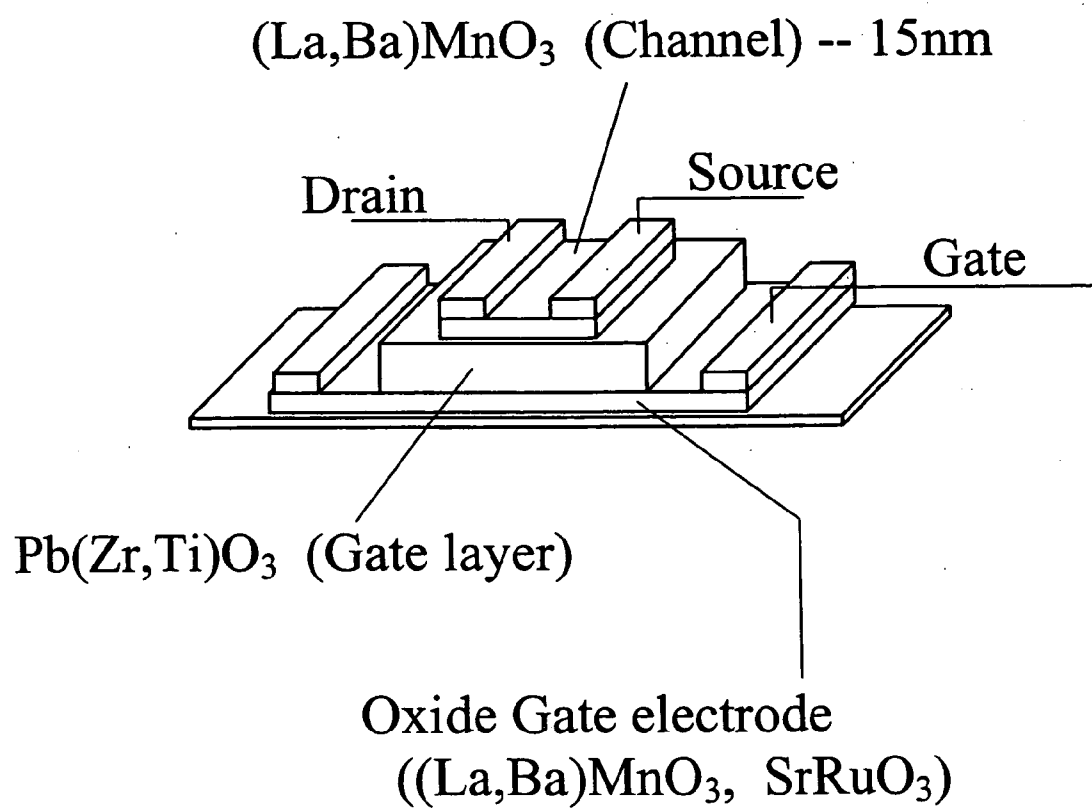 (La,Ba)MnO₃ (Channel) -- 15nm
Source
Drain
Gate
Pb(Zr,Ti)O₃ (Gate layer)
Oxide Gate electrode
((La,Ba)MnO₃, SrRuO₃)